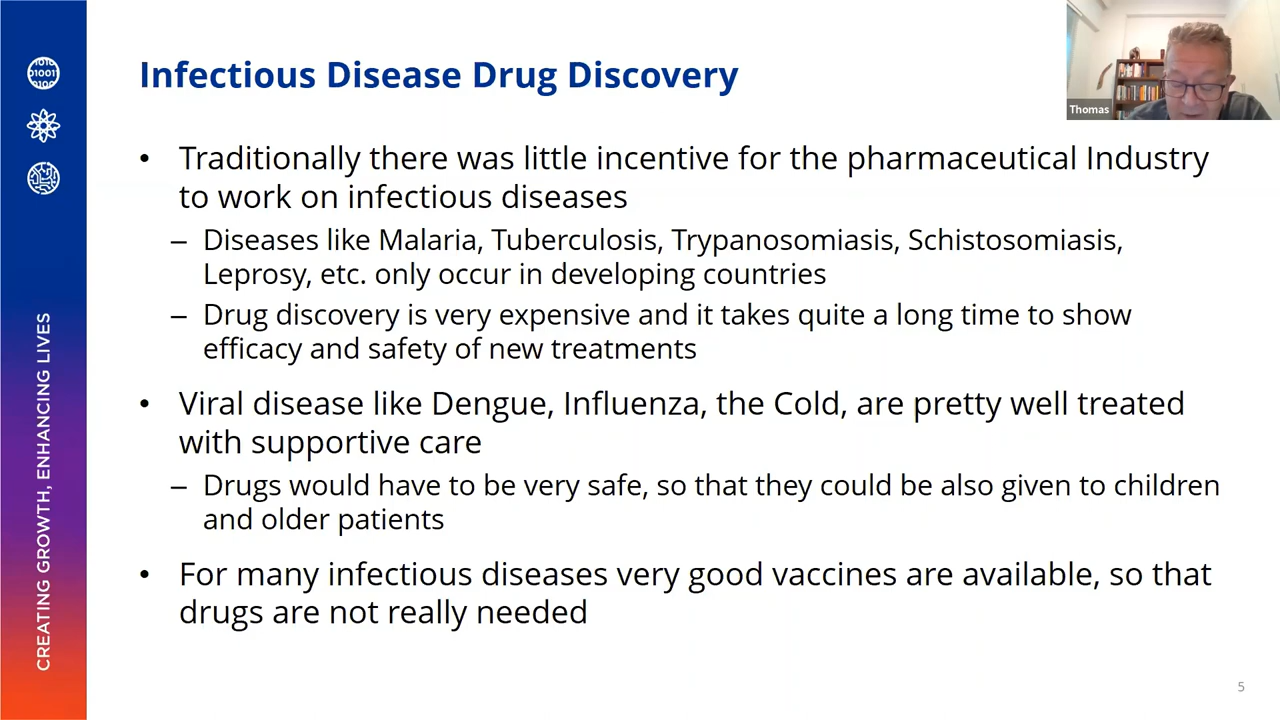 Infectious Disease Drug Discovery
Thomas
• Traditionally there was little incentive for the pharmaceutical Industry
to work on infectious diseases
– Diseases like Malaria, Tuberculosis, Trypanosomiasis, Schistosomiasis,
Leprosy, etc. only occur in developing countries
– Drug discovery is very expensive and it takes quite a long time to show
efficacy and safety of new treatments
• Viral disease like Dengue, Influenza, the Cold, are pretty well treated
with supportive care
– Drugs would have to be very safe, so that they could be also given to children
and older patients
• For many infectious diseases very good vaccines are available, so that
drugs are not really needed
CREATING GROWTH, ENHANCING LIVES
5